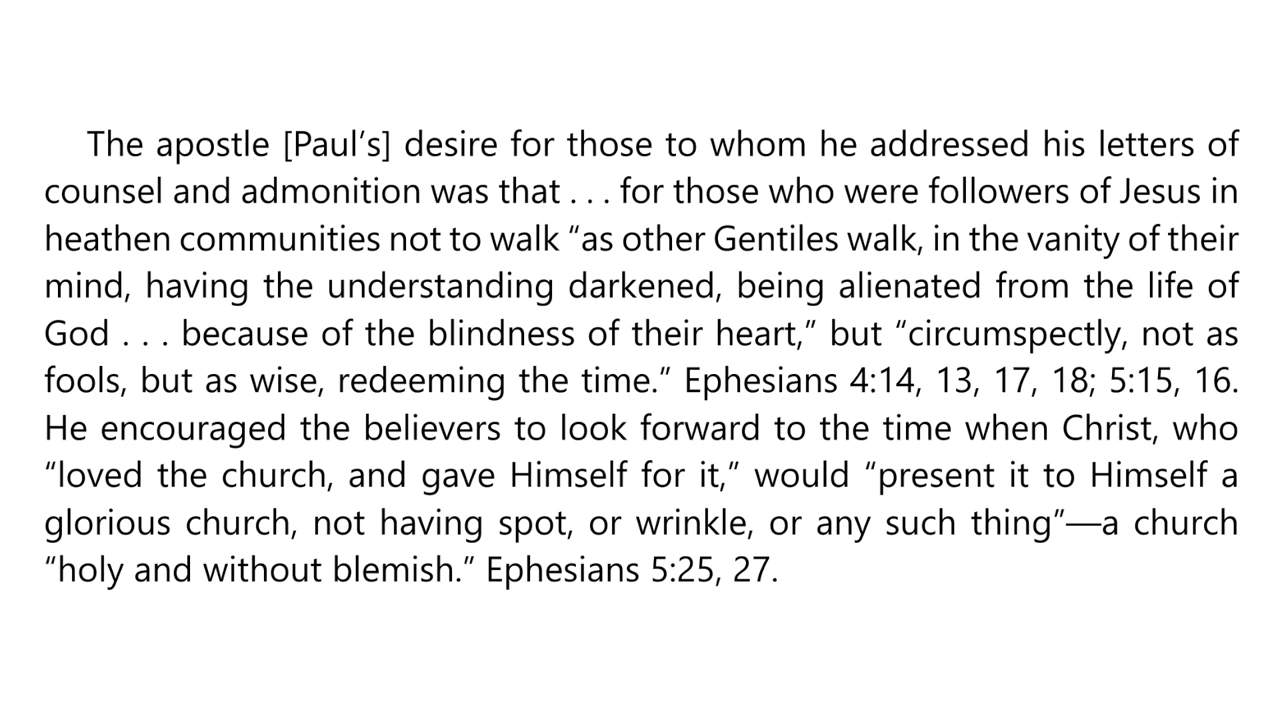 The apostle [Paul’s] desire for those to whom he addressed his letters of
counsel and admonition was that . . . for those who were followers of Jesus in
heathen communities not to walk “as other Gentiles walk, in the vanity of their
mind, having the understanding darkened, being alienated from the life of
God . . . because of the blindness of their heart,” but “circumspectly, not as
fools, but as wise, redeeming the time.” Ephesians 4:14, 13, 17, 18; 5:15, 16.
He encouraged the believers to look forward to the time when Christ, who
“loved the church, and gave Himself for it,” would “present it to Himself a
glorious church, not having spot, or wrinkle, or any such thing”—a church
“holy and without blemish.” Ephesians 5:25, 27.